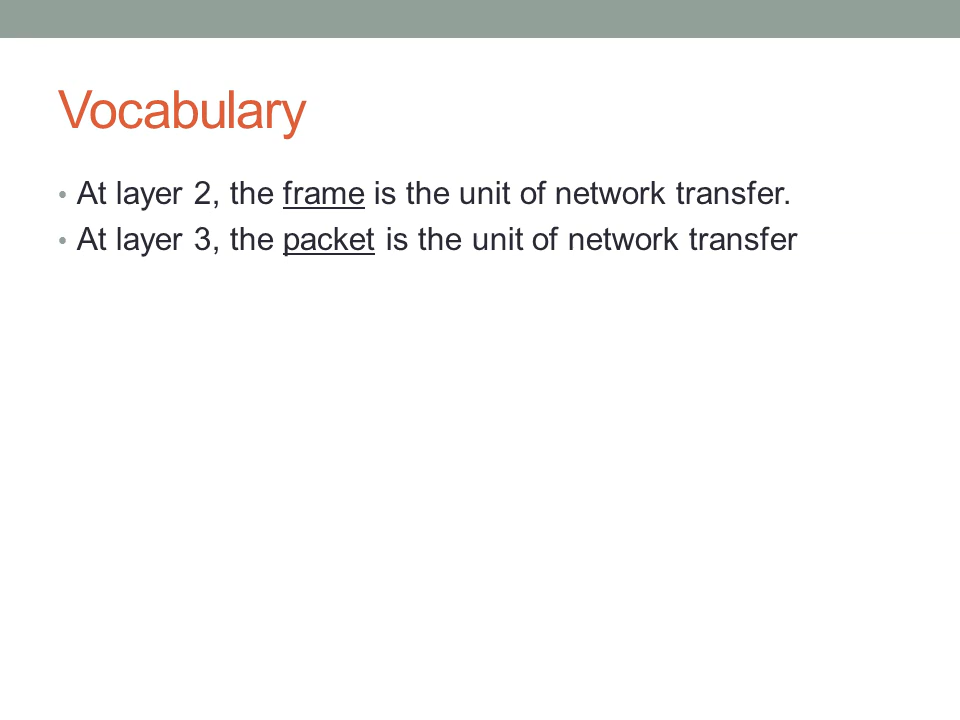 Vocabulary
• At layer 2, the frame is the unit of network transfer.
• At layer 3, the packet is the unit of network transfer